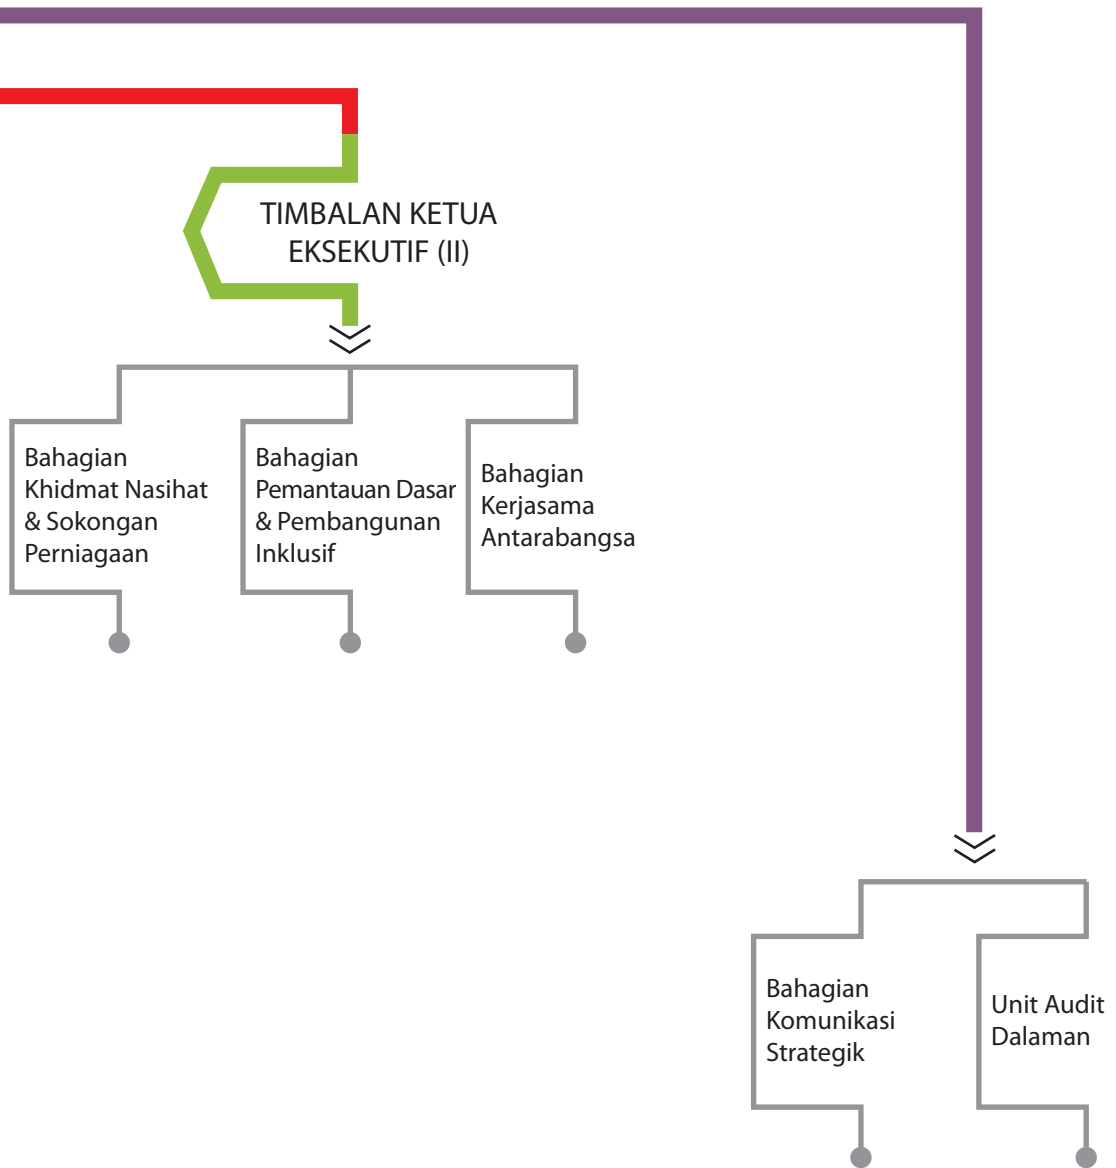 TIMBALAN KETUA
EKSEKUTIF (II)
Bahagian
Khidmat Nasihat
& Sokongan
Perniagaan
Bahagian
Pemantauan Dasar
& Pembangunan
Inklusif
Bahagian
Kerjasama
Antarabangsa
Bahagian
Komunikasi
Strategik
Unit Audit
Dalaman